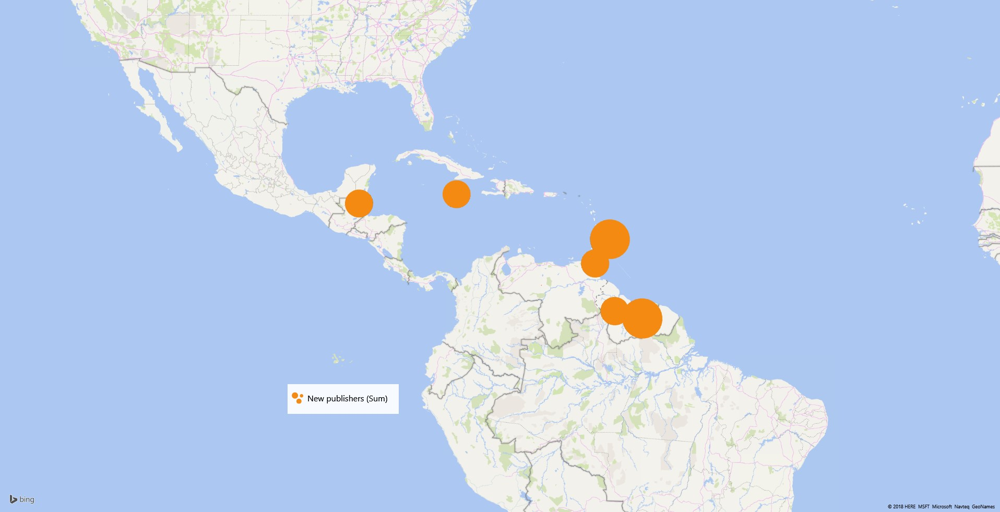 New publishers (Sum)
bing
© 2018 HERE MSFT Microsoft Navteq GeoNames